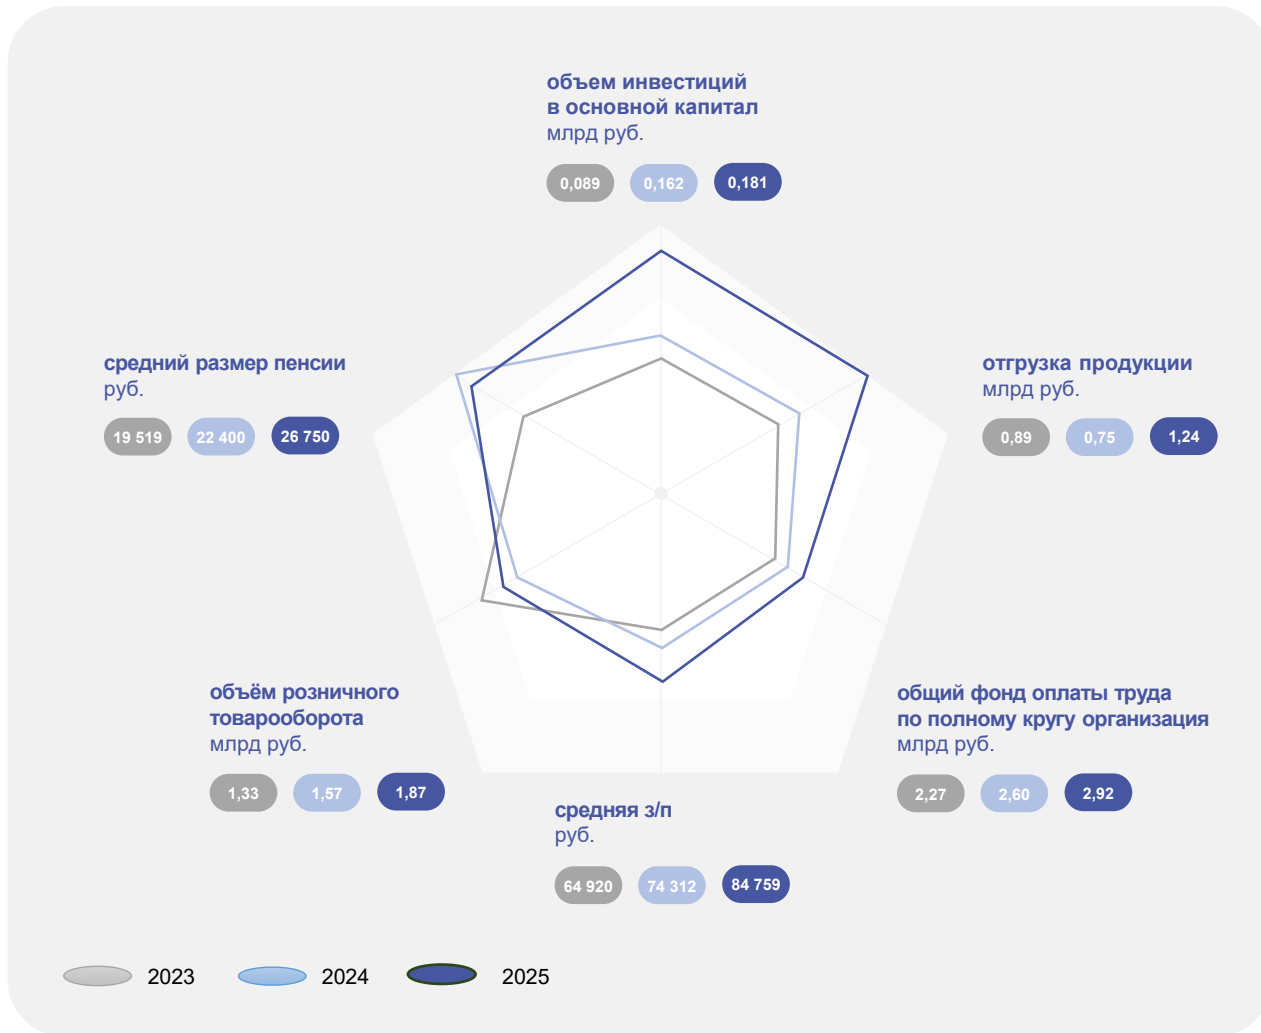 объем инвестиций
в основной капитал
млрд руб.
0,089 0,162 0,181
средний размер пенсии
руб.
19 519 22 400 26 750
отгрузка продукции
млрд руб.
0,89 0,75 1,24
объём розничного
товарооборота
млрд руб.
1,33 1,57 1,87
общий фонд оплаты труда
по полному кругу организация
млрд руб.
2,27 2,60 2,92
средняя з/п
руб.
64 920 74 312 84 759
2023 2024 2025